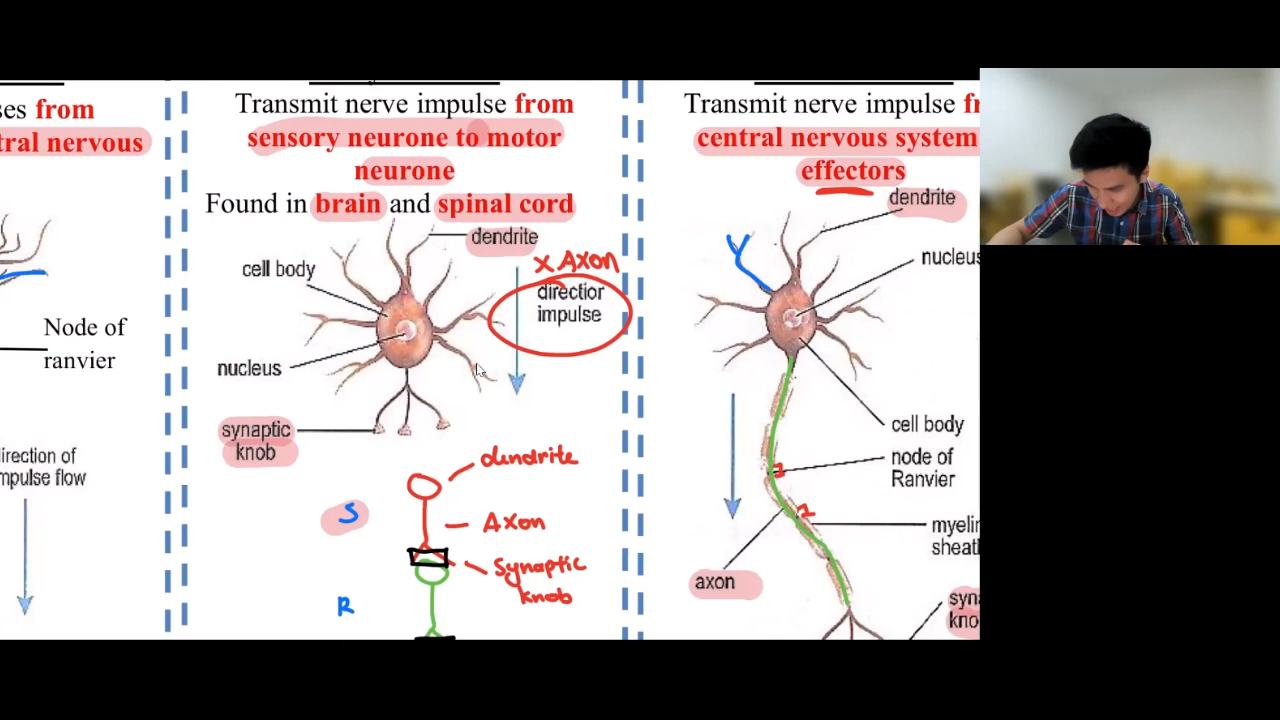 ses from
tral nervous
Node of
ranvier
direction of
mpulse flow
Transmit nerve impulse from
sensory neurone to motor
neurone
Found in brain and spinal cord
dendrite
x Axon
cell body
direction
impulse
nucleus
synaptic
knob
dendrite
S
Axon
Synaptic
knob
R
Transmit nerve impulse fr
central nervous system
effectors
dendrite
nucleus
cell body
node of
Ranvier
myelin
sheath
axon
syna
kno